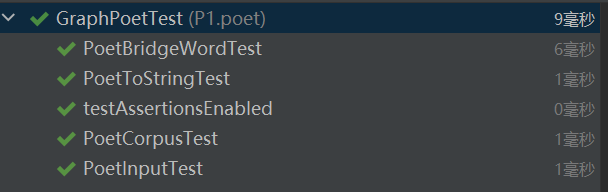 GraphPoetTest (P1.poet) 9毫秒
PoetBridgeWordTest 6毫秒
PoetToStringTest 1毫秒
testAssertionsEnabled 0毫秒
PoetCorpusTest 1毫秒
PoetInputTest 1毫秒